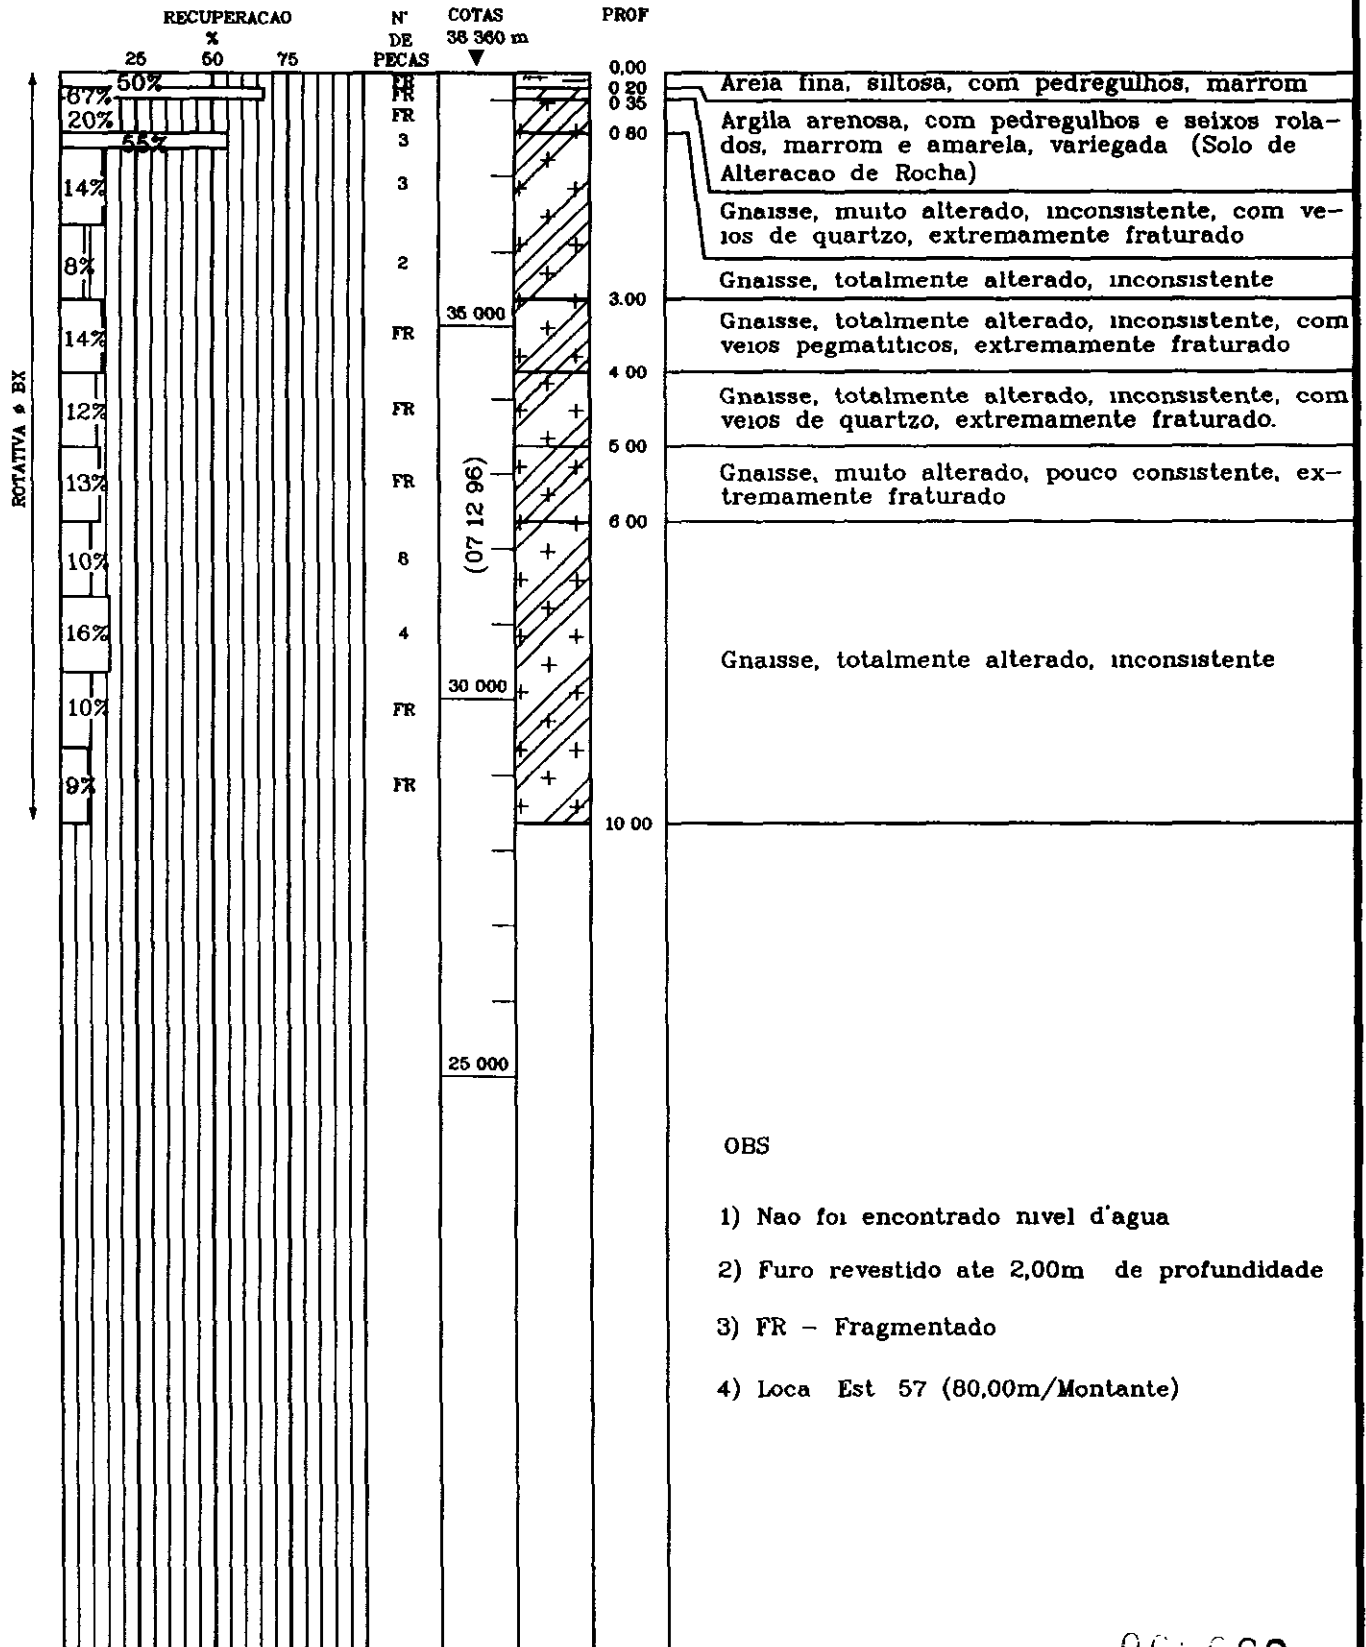 RECUPERACAO
%
25 50 75
N°
DE
PECAS
COTAS
38 360 m
PROF
ROTATIVA ø BX
50%
67%
20%
55%
14%
8%
14%
12%
13%
10%
16%
10%
9%
FR
FR
FR
3
3
2
FR
FR
FR
8
4
FR
FR
35 000
(07 12 96)
30 000
25 000
0,00
0 20
0 35
0 80
3.00
4 00
5 00
6 00
10 00
Areia fina, siltosa, com pedregulhos, marrom
Argila arenosa, com pedregulhos e seixos rola-
dos, marrom e amarela, variegada (Solo de
Alteracao de Rocha)
Gnaisse, muito alterado, inconsistente, com ve-
ios de quartzo, extremamente fraturado
Gnaisse, totalmente alterado, inconsistente
Gnaisse, totalmente alterado, inconsistente, com
veios pegmatiticos, extremamente fraturado
Gnaisse, totalmente alterado, inconsistente, com
veios de quartzo, extremamente fraturado.
Gnaisse, muito alterado, pouco consistente, ex-
tremamente fraturado
Gnaisse, totalmente alterado, inconsistente
OBS
1) Nao foi encontrado nivel d'agua
2) Furo revestido ate 2,00m de profundidade
3) FR - Fragmentado
4) Loca Est 57 (80,00m/Montante)